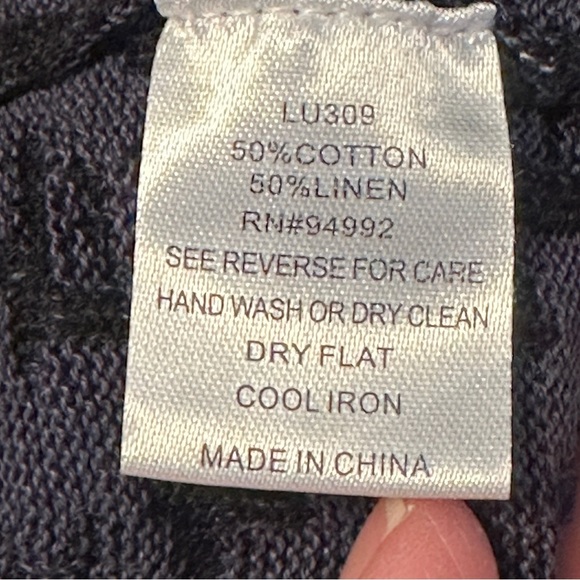 LU309
50%COTTON
50%LINEN
RN#94992
SEE REVERSE FOR CARE
HAND WASH OR DRY CLEAN
DRY FLAT
COOL IRON
MADE IN CHINA